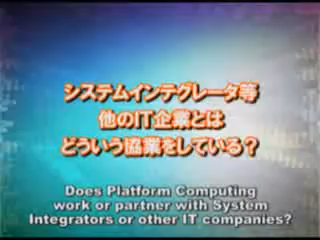 システムインテグレータ等
他のIT企業とは
どういう協業をしている？
Does Platform Computing
work or partner with System
Integrators or other IT companies?